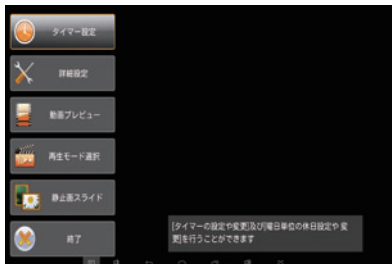 タイマー設定
詳細設定
動画プレビュー
再生モード選択
静止画スライド
終了
[タイマーの設定や変更]及び[曜日単位の休日設定や変
更]を行うことができます